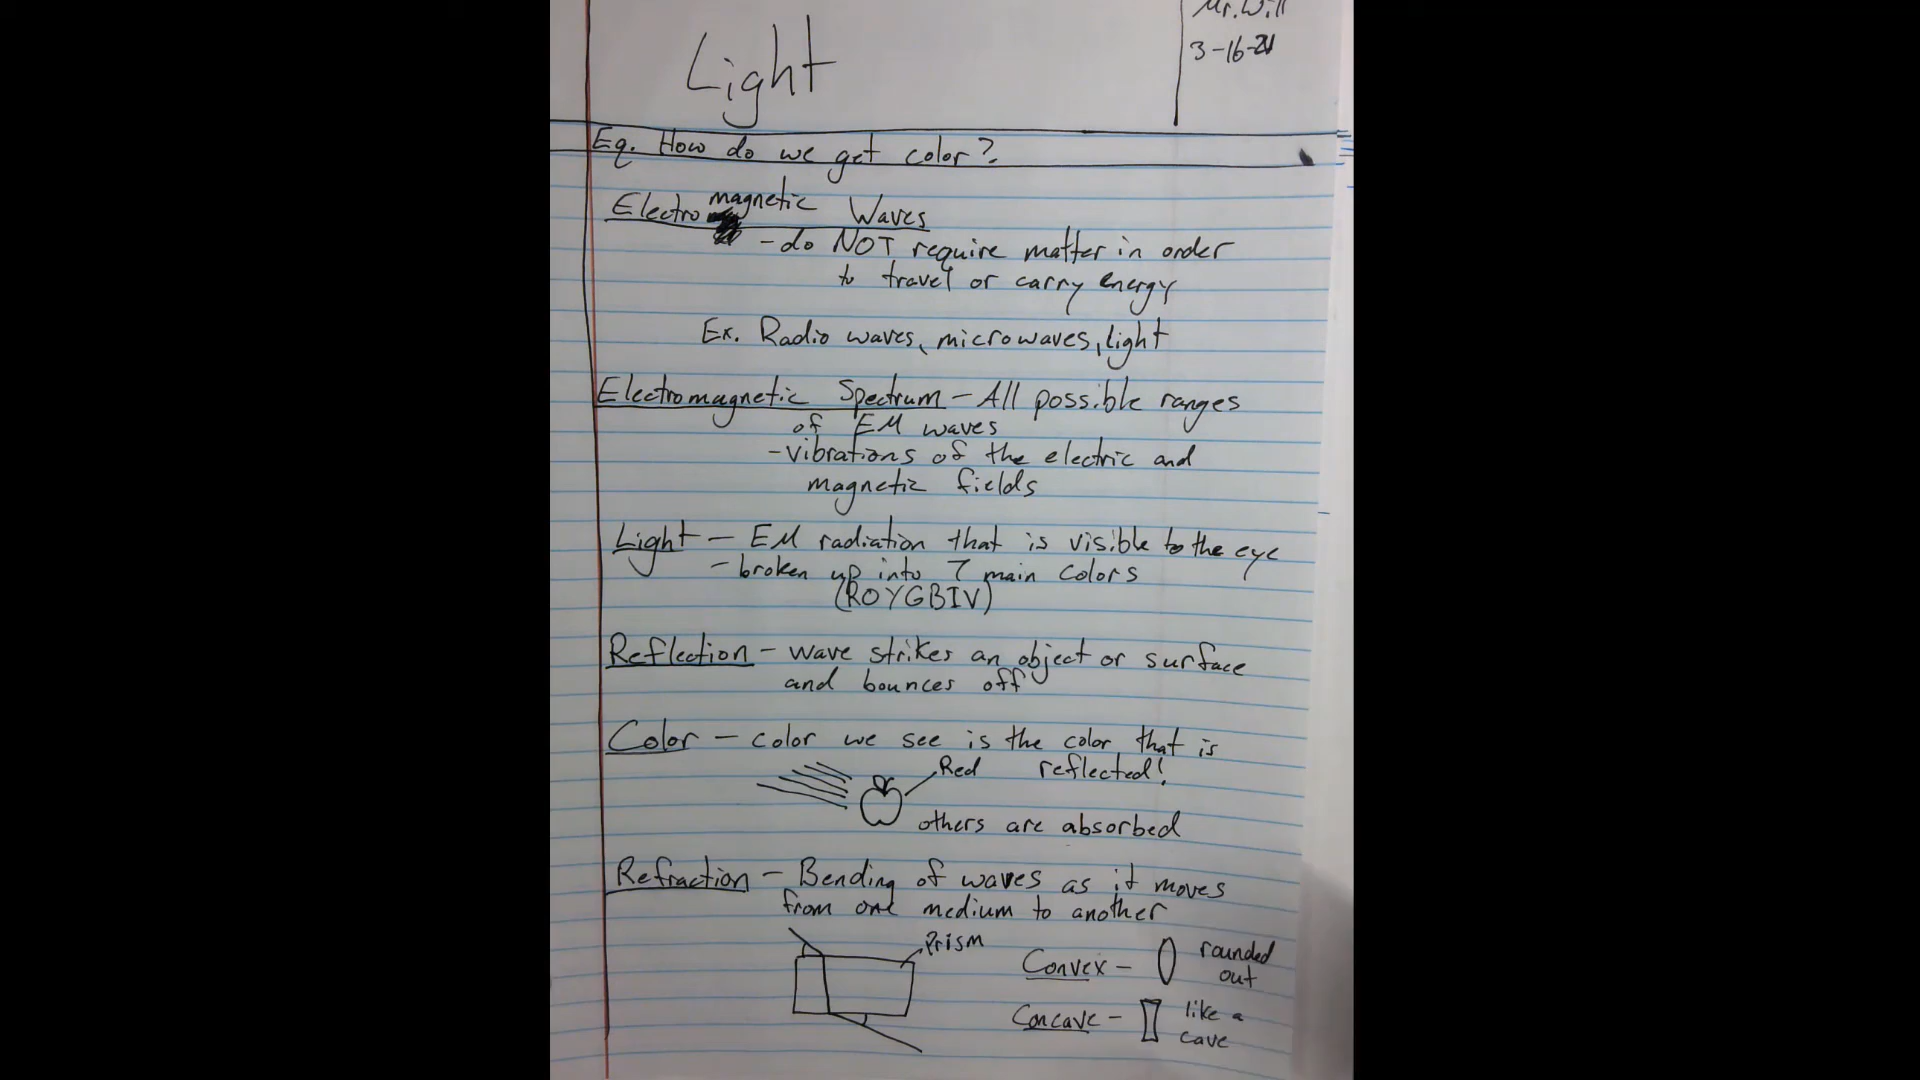 Mr. Will
3-16-21
Light
Eq. How do we get color?
Electromagnetic Waves
- do NOT require matter in order
to travel or carry energy
Ex. Radio waves, microwaves, light
Electromagnetic Spectrum - All possible ranges
of EM waves
- vibrations of the electric and
magnetic fields
Light - EM radiation that is visible to the eye
- broken up into 7 main colors
(ROYGBIV)
Reflection - wave strikes an object or surface
and bounces off
Color - color we see is the color that is
reflected!
Red
others are absorbed
Refraction - Bending of waves as it moves
from one medium to another
Prism
Convex - rounded
out
Concave - like a
cave